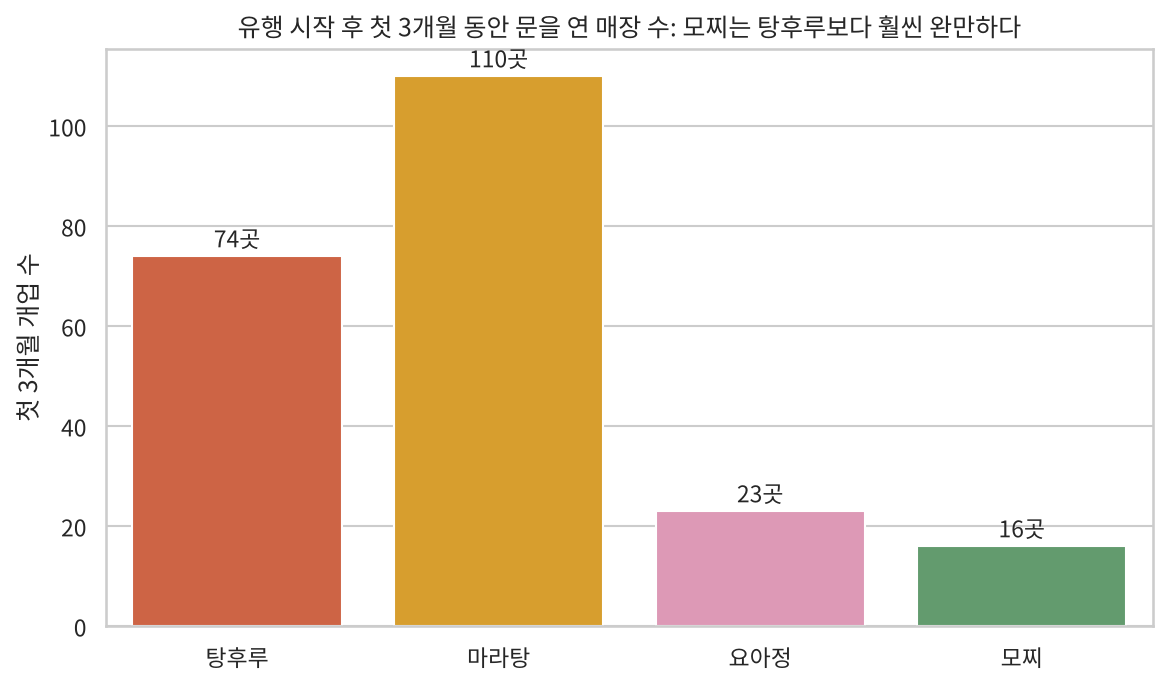 유행 시작 후 첫 3개월 동안 문을 연 매장 수: 모찌는 탕후루보다 훨씬 완만하다
첫 3개월 개업 수
100
80
60
40
20
0
74곳
110곳
23곳
16곳
탕후루
마라탕
요아정
모찌